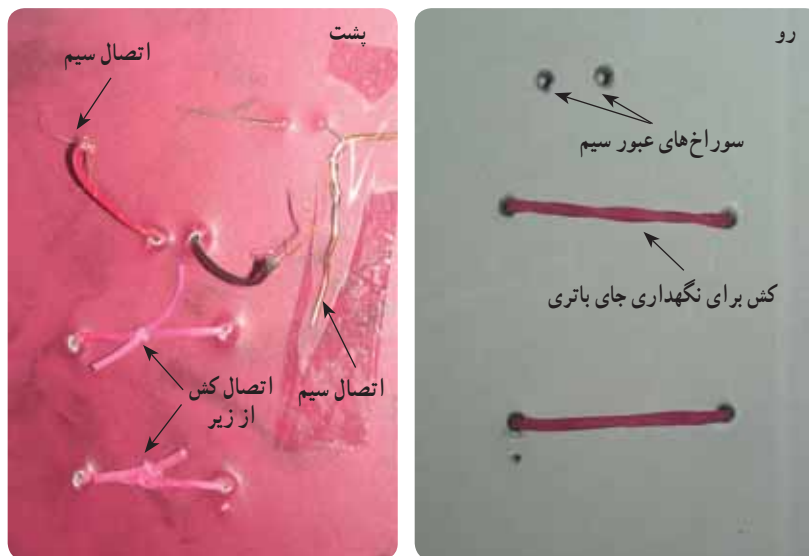 رو
سوراخ‌های عبور سیم
کش برای نگهداری جای باتری
پشت
اتصال سیم
اتصال کش
از زیر
اتصال سیم